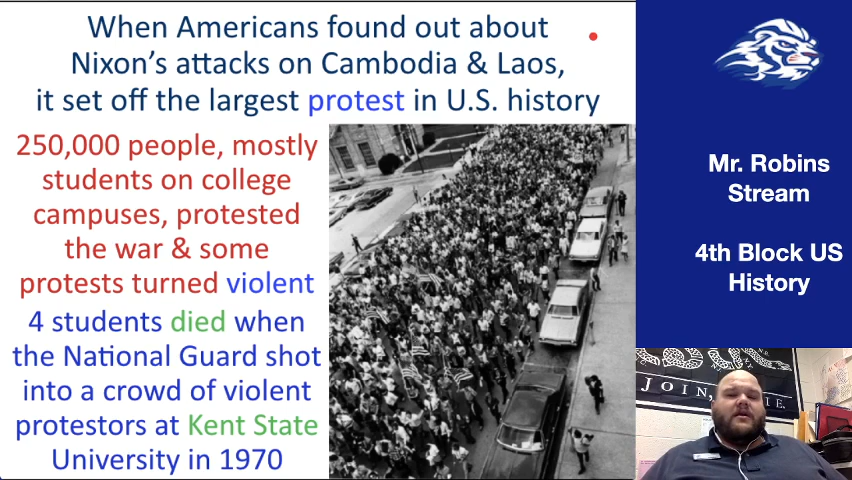 When Americans found out about
Nixon's attacks on Cambodia & Laos,
it set off the largest protest in U.S. history
250,000 people, mostly
students on college
campuses, protested
the war & some
protests turned violent
4 students died when
the National Guard shot
into a crowd of violent
protestors at Kent State
University in 1970
Mr. Robins
Stream
4th Block US
History
JOIN,